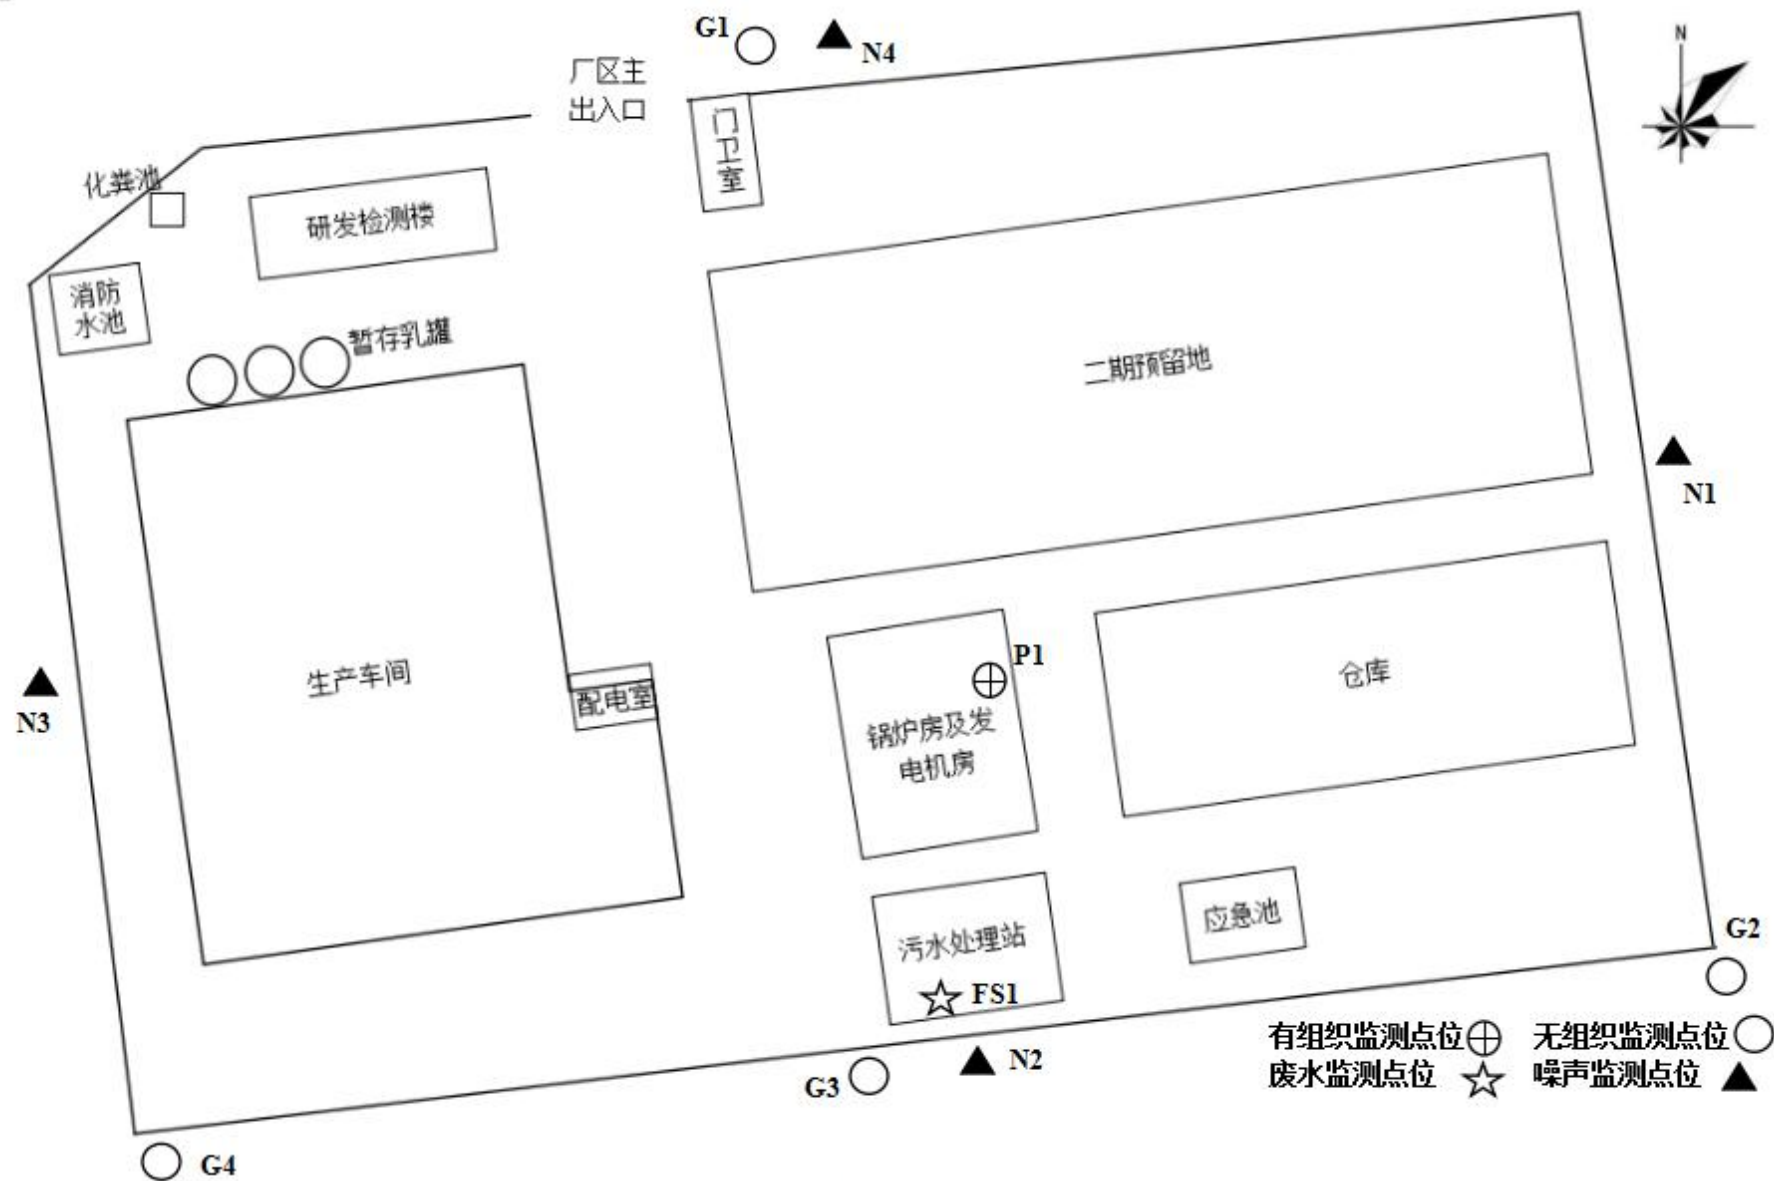 G1
N4
厂区主
出入口
N
门卫室
化粪池
研发检测楼
消防
水池
暂存乳罐
二期预留地
N1
生产车间
配电室
N3
P1
锅炉房及发
电机房
仓库
污水处理站
FS1
应急池
G2
N2
G3
G4
有组织监测点位 无组织监测点位
废水监测点位 噪声监测点位